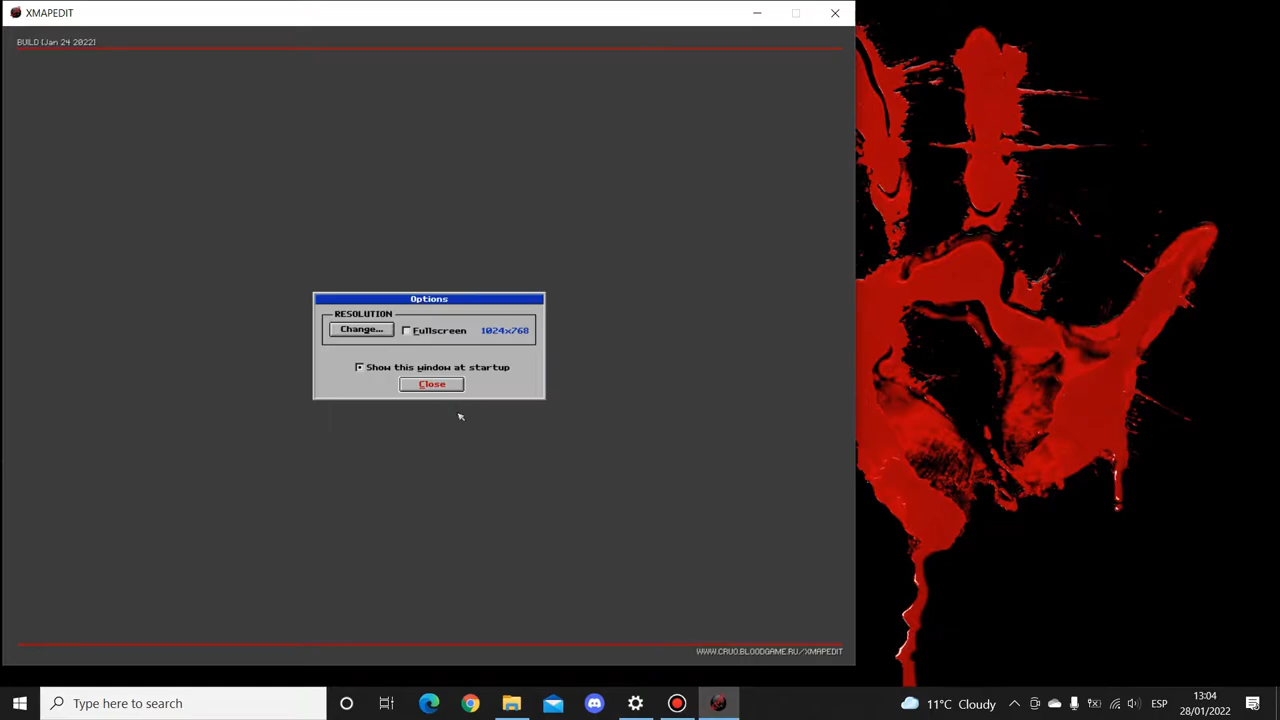 XMAPEDIT
BUILD [Jan 24 2022]
Options
RESOLUTION
Change...
Fullscreen
1024x768
Show this window at startup
Close
WWW.CRUO.BLOODGAME.RU/XMAPEDIT
Type here to search
11°C Cloudy
ESP
13:04
28/01/2022